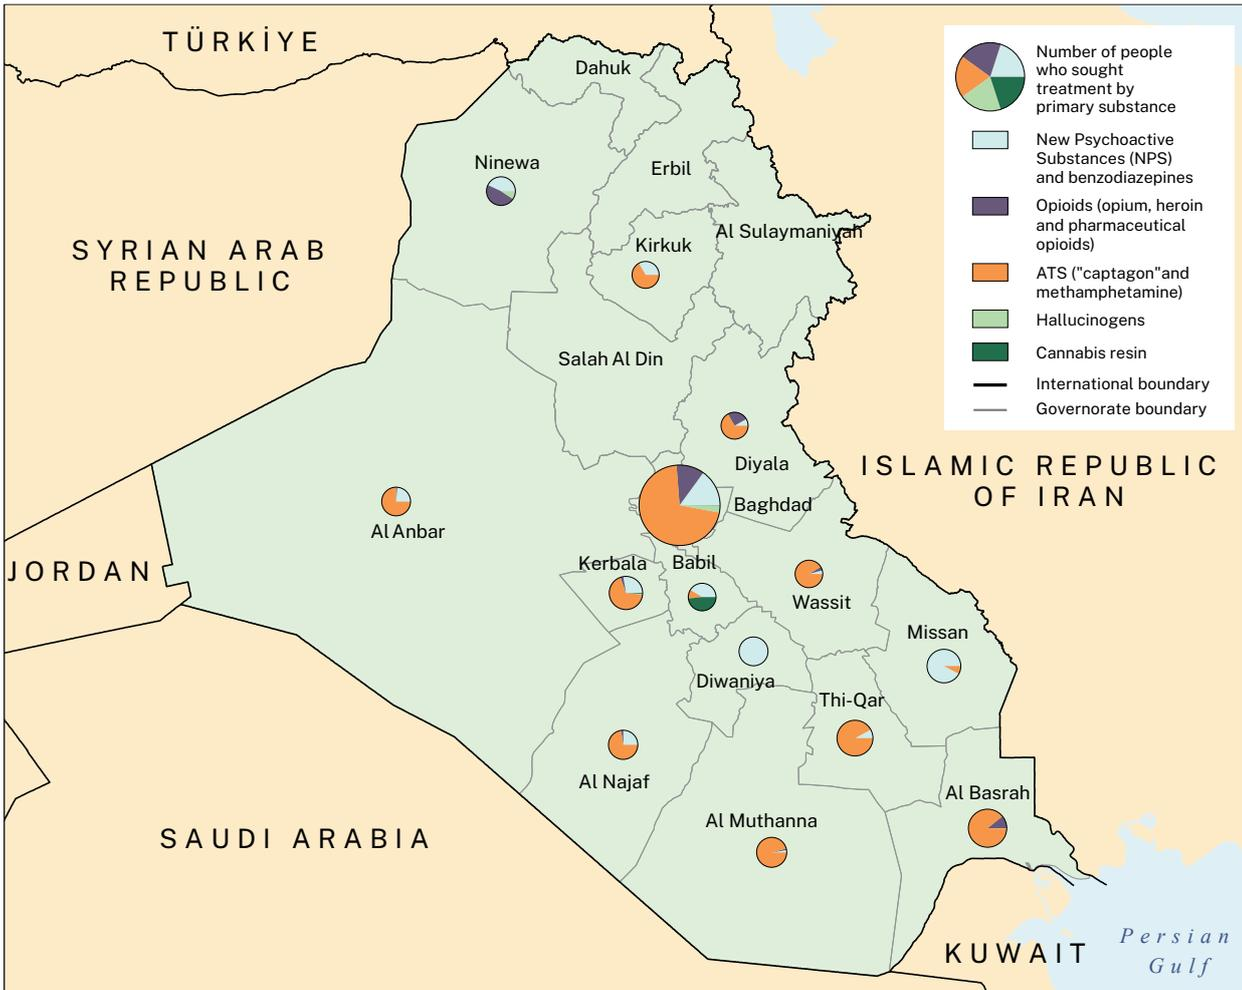 TÜRKİYE
Dahuk
Number of people
who sought
treatment by
primary substance
New Psychoactive
Substances (NPS)
and benzodiazepines
Opioids (opium, heroin
and pharmaceutical
opioids)
ATS ("captagon"and
methamphetamine)
Hallucinogens
Cannabis resin
International boundary
Governorate boundary
Ninewa
Erbil
SYRIAN ARAB
REPUBLIC
Kirkuk
Al Sulaymaniyah
Salah Al Din
Diyala
ISLAMIC REPUBLIC
OF IRAN
Baghdad
Al Anbar
JORDAN
Kerbala
Babil
Wassit
Missan
Diwaniya
Thi-Qar
Al Najaf
Al Basrah
Al Muthanna
SAUDI ARABIA
KUWAIT
Persian
Gulf